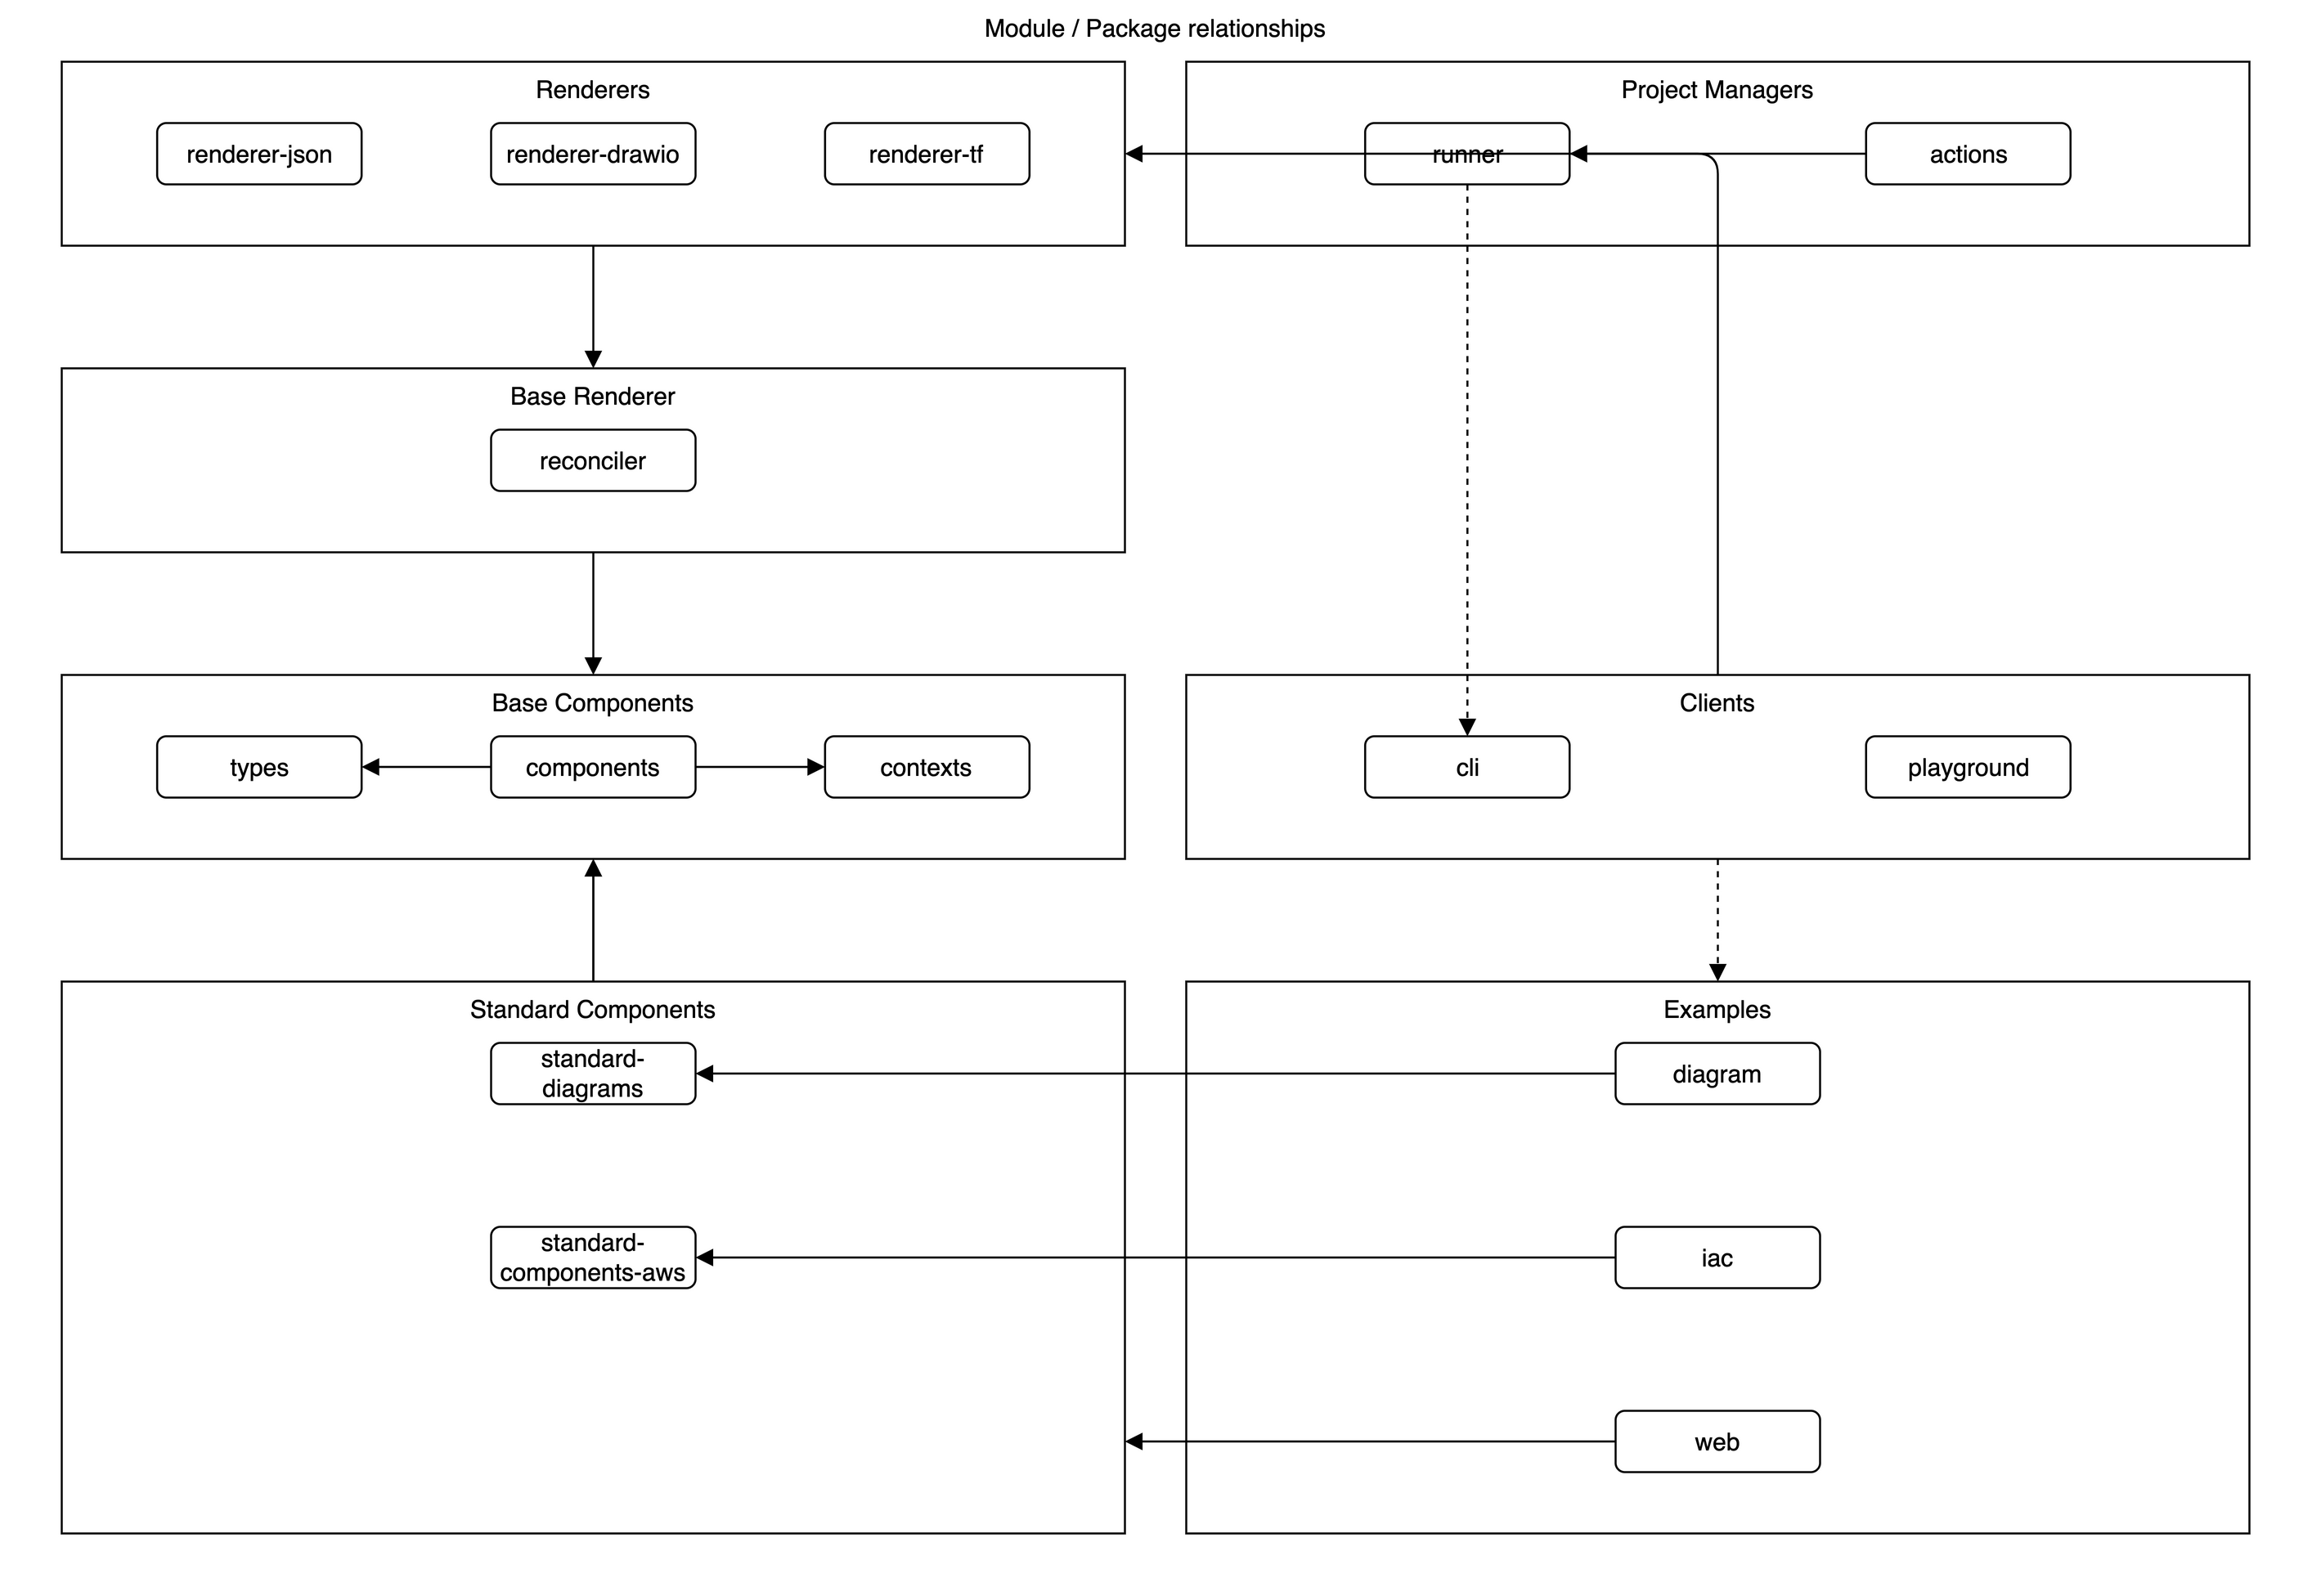 Module / Package relationships
Renderers
renderer-json
renderer-drawio
renderer-tf
Project Managers
runner
actions
Base Renderer
reconciler
Base Components
types
components
contexts
Clients
cli
playground
Standard Components
standard-
diagrams
standard-
components-aws
Examples
diagram
iac
web